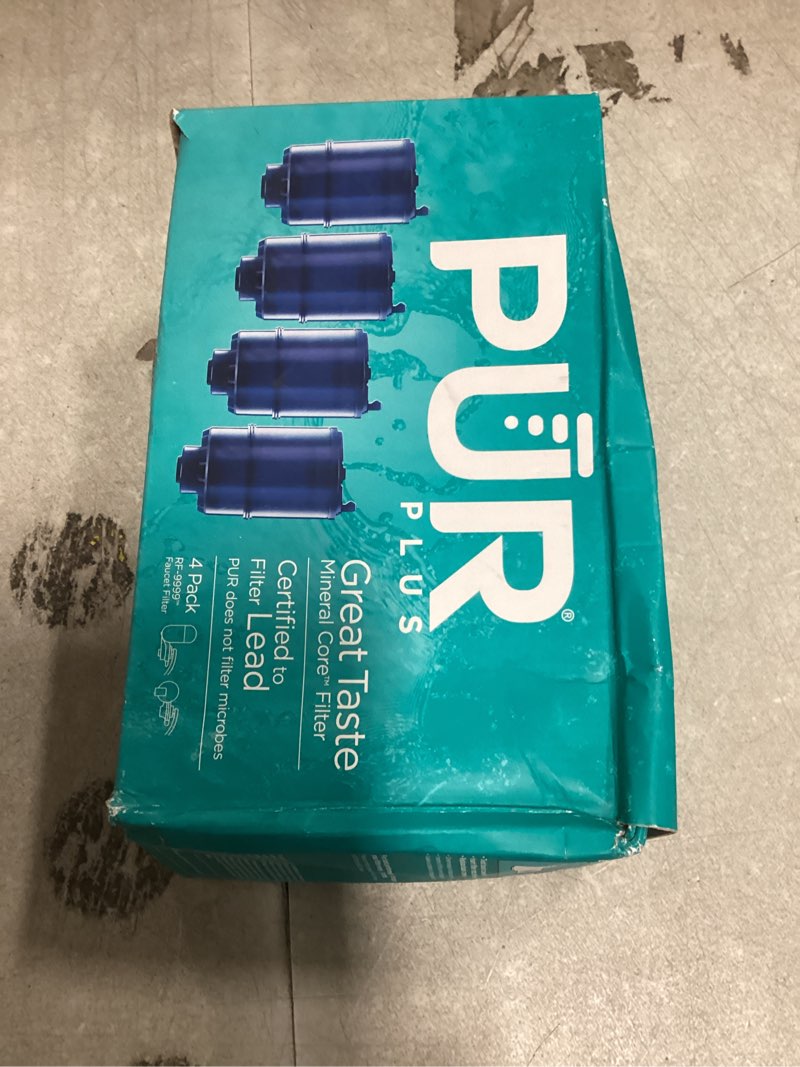 PUR®
PLUS
Great Taste
Mineral Core™ Filter
Certified to
Filter Lead
PUR does not filter microbes
4 Pack
RF-9999™
Faucet Filter